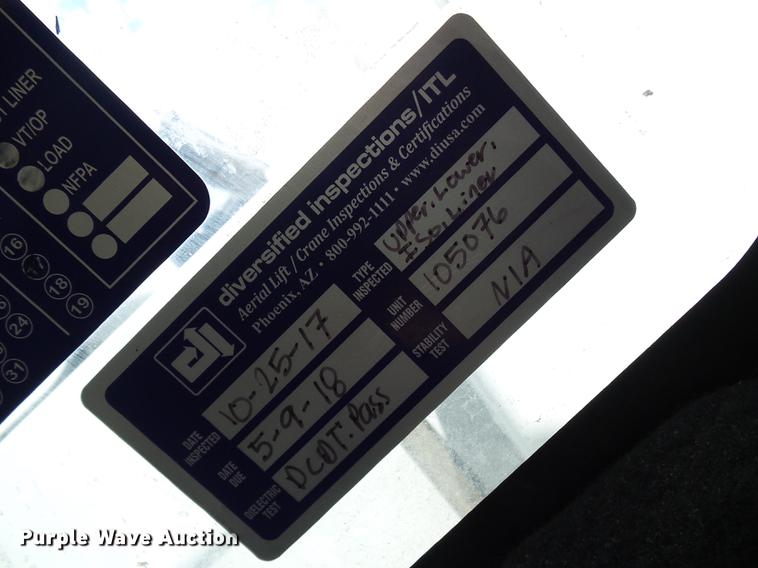 T LINER
VT/OP
LOAD
NFPA
16
17
18
19
24
31
diversified inspections/ITL
Aerial Lift / Crane Inspections & Certifications
Phoenix, AZ • 800-992-1111 • www.diusa.com
DATE INSPECTED 10-25-17
DATE DUE 5-9-18
DIELECTRIC TEST DCDT. Pass
TYPE INSPECTED Upper, Lower, Iso, Liner
UNIT NUMBER 105076
STABILITY TEST N/A
Purple Wave Auction